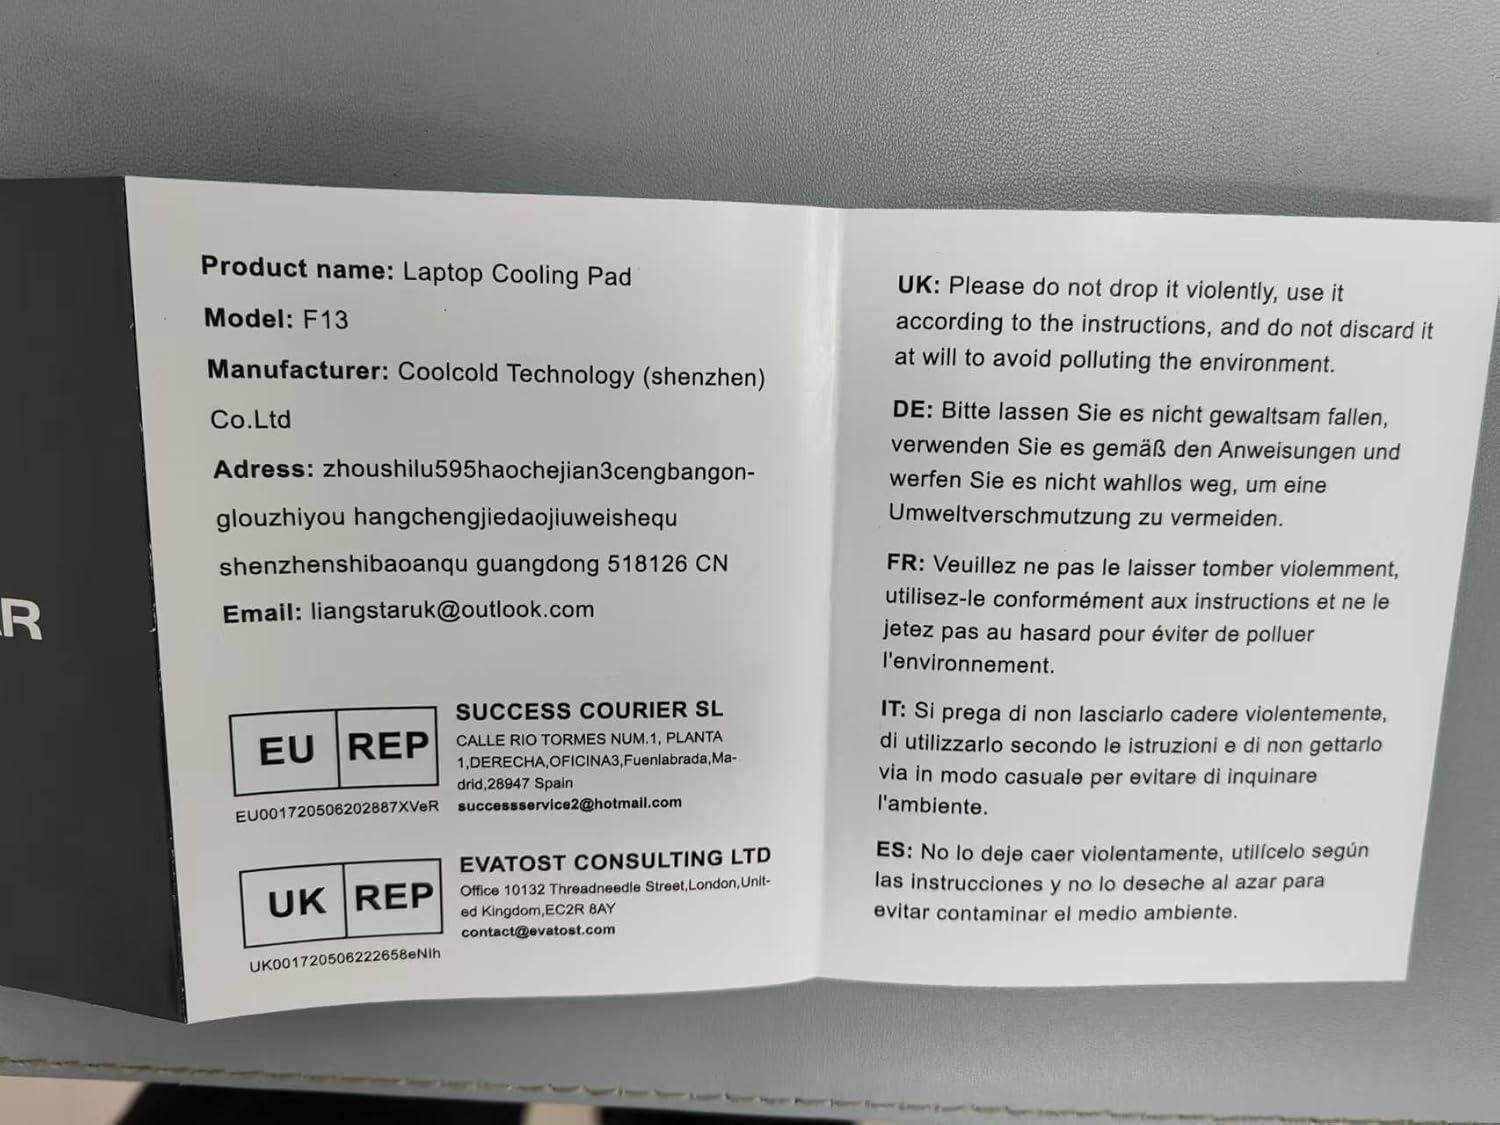 R
Product name: Laptop Cooling Pad
Model: F13
Manufacturer: Coolcold Technology (shenzhen)
Co.Ltd
Adress: zhoushilu595haochejian3cengbangon-
glouzhiyou hangchengjiedaojiuweishequ
shenzhenshibaoanqu guangdong 518126 CN
Email: liangstaruk@outlook.com
EU REP
EU001720506202887XVeR
SUCCESS COURIER SL
CALLE RIO TORMES NUM.1, PLANTA
1,DERECHA,OFICINA3,Fuenlabrada,Ma-
drid,28947 Spain
successservice2@hotmail.com
UK REP
UK001720506222658eNIh
EVATOST CONSULTING LTD
Office 10132 Threadneedle Street,London,Unit-
ed Kingdom,EC2R 8AY
contact@evatost.com
UK: Please do not drop it violently, use it
according to the instructions, and do not discard it
at will to avoid polluting the environment.
DE: Bitte lassen Sie es nicht gewaltsam fallen,
verwenden Sie es gemäß den Anweisungen und
werfen Sie es nicht wahllos weg, um eine
Umweltverschmutzung zu vermeiden.
FR: Veuillez ne pas le laisser tomber violemment,
utilisez-le conformément aux instructions et ne le
jetez pas au hasard pour éviter de polluer
l'environnement.
IT: Si prega di non lasciarlo cadere violentemente,
di utilizzarlo secondo le istruzioni e di non gettarlo
via in modo casuale per evitare di inquinare
l'ambiente.
ES: No lo deje caer violentamente, utilícelo según
las instrucciones y no lo deseche al azar para
evitar contaminar el medio ambiente.